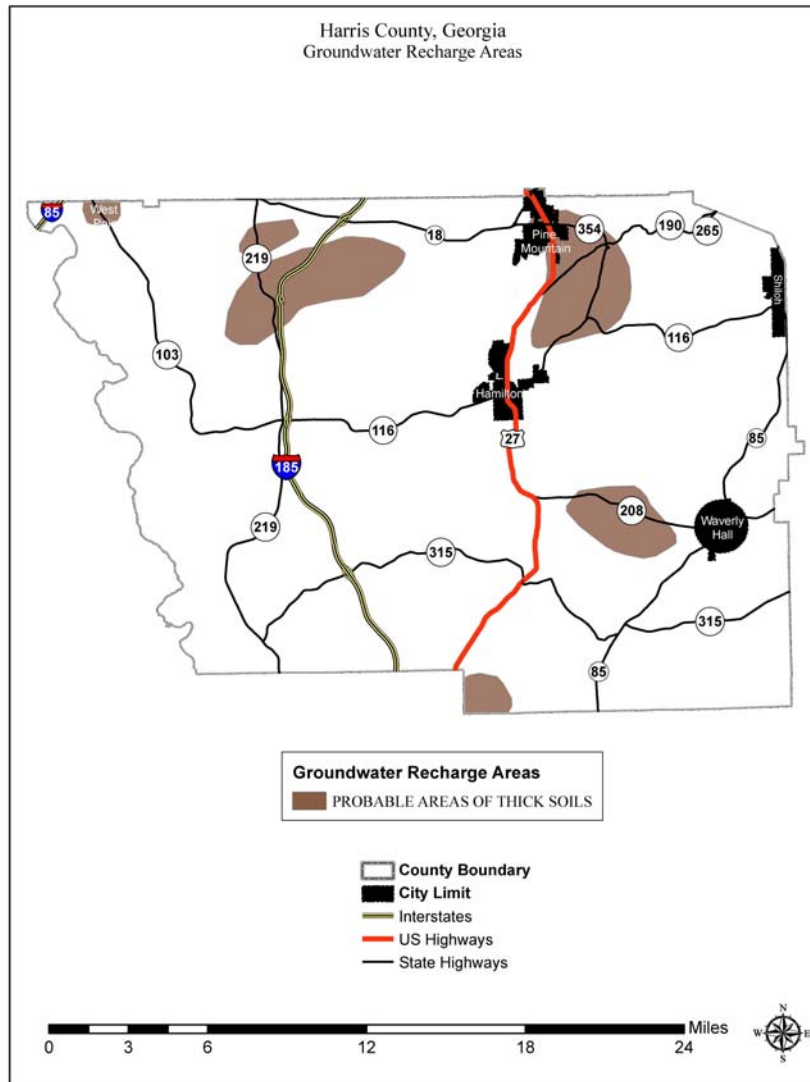 Harris County, Georgia
Groundwater Recharge Areas
85
West
18
Pine
Mountain
354
190
265
219
Shiloh
103
116
Hamilton
116
27
85
185
219
208
Waverly
Hall
315
315
85
Groundwater Recharge Areas
PROBABLE AREAS OF THICK SOILS
County Boundary
City Limit
Interstates
US Highways
State Highways
Miles
0 3 6 12 18 24
N
W E
S